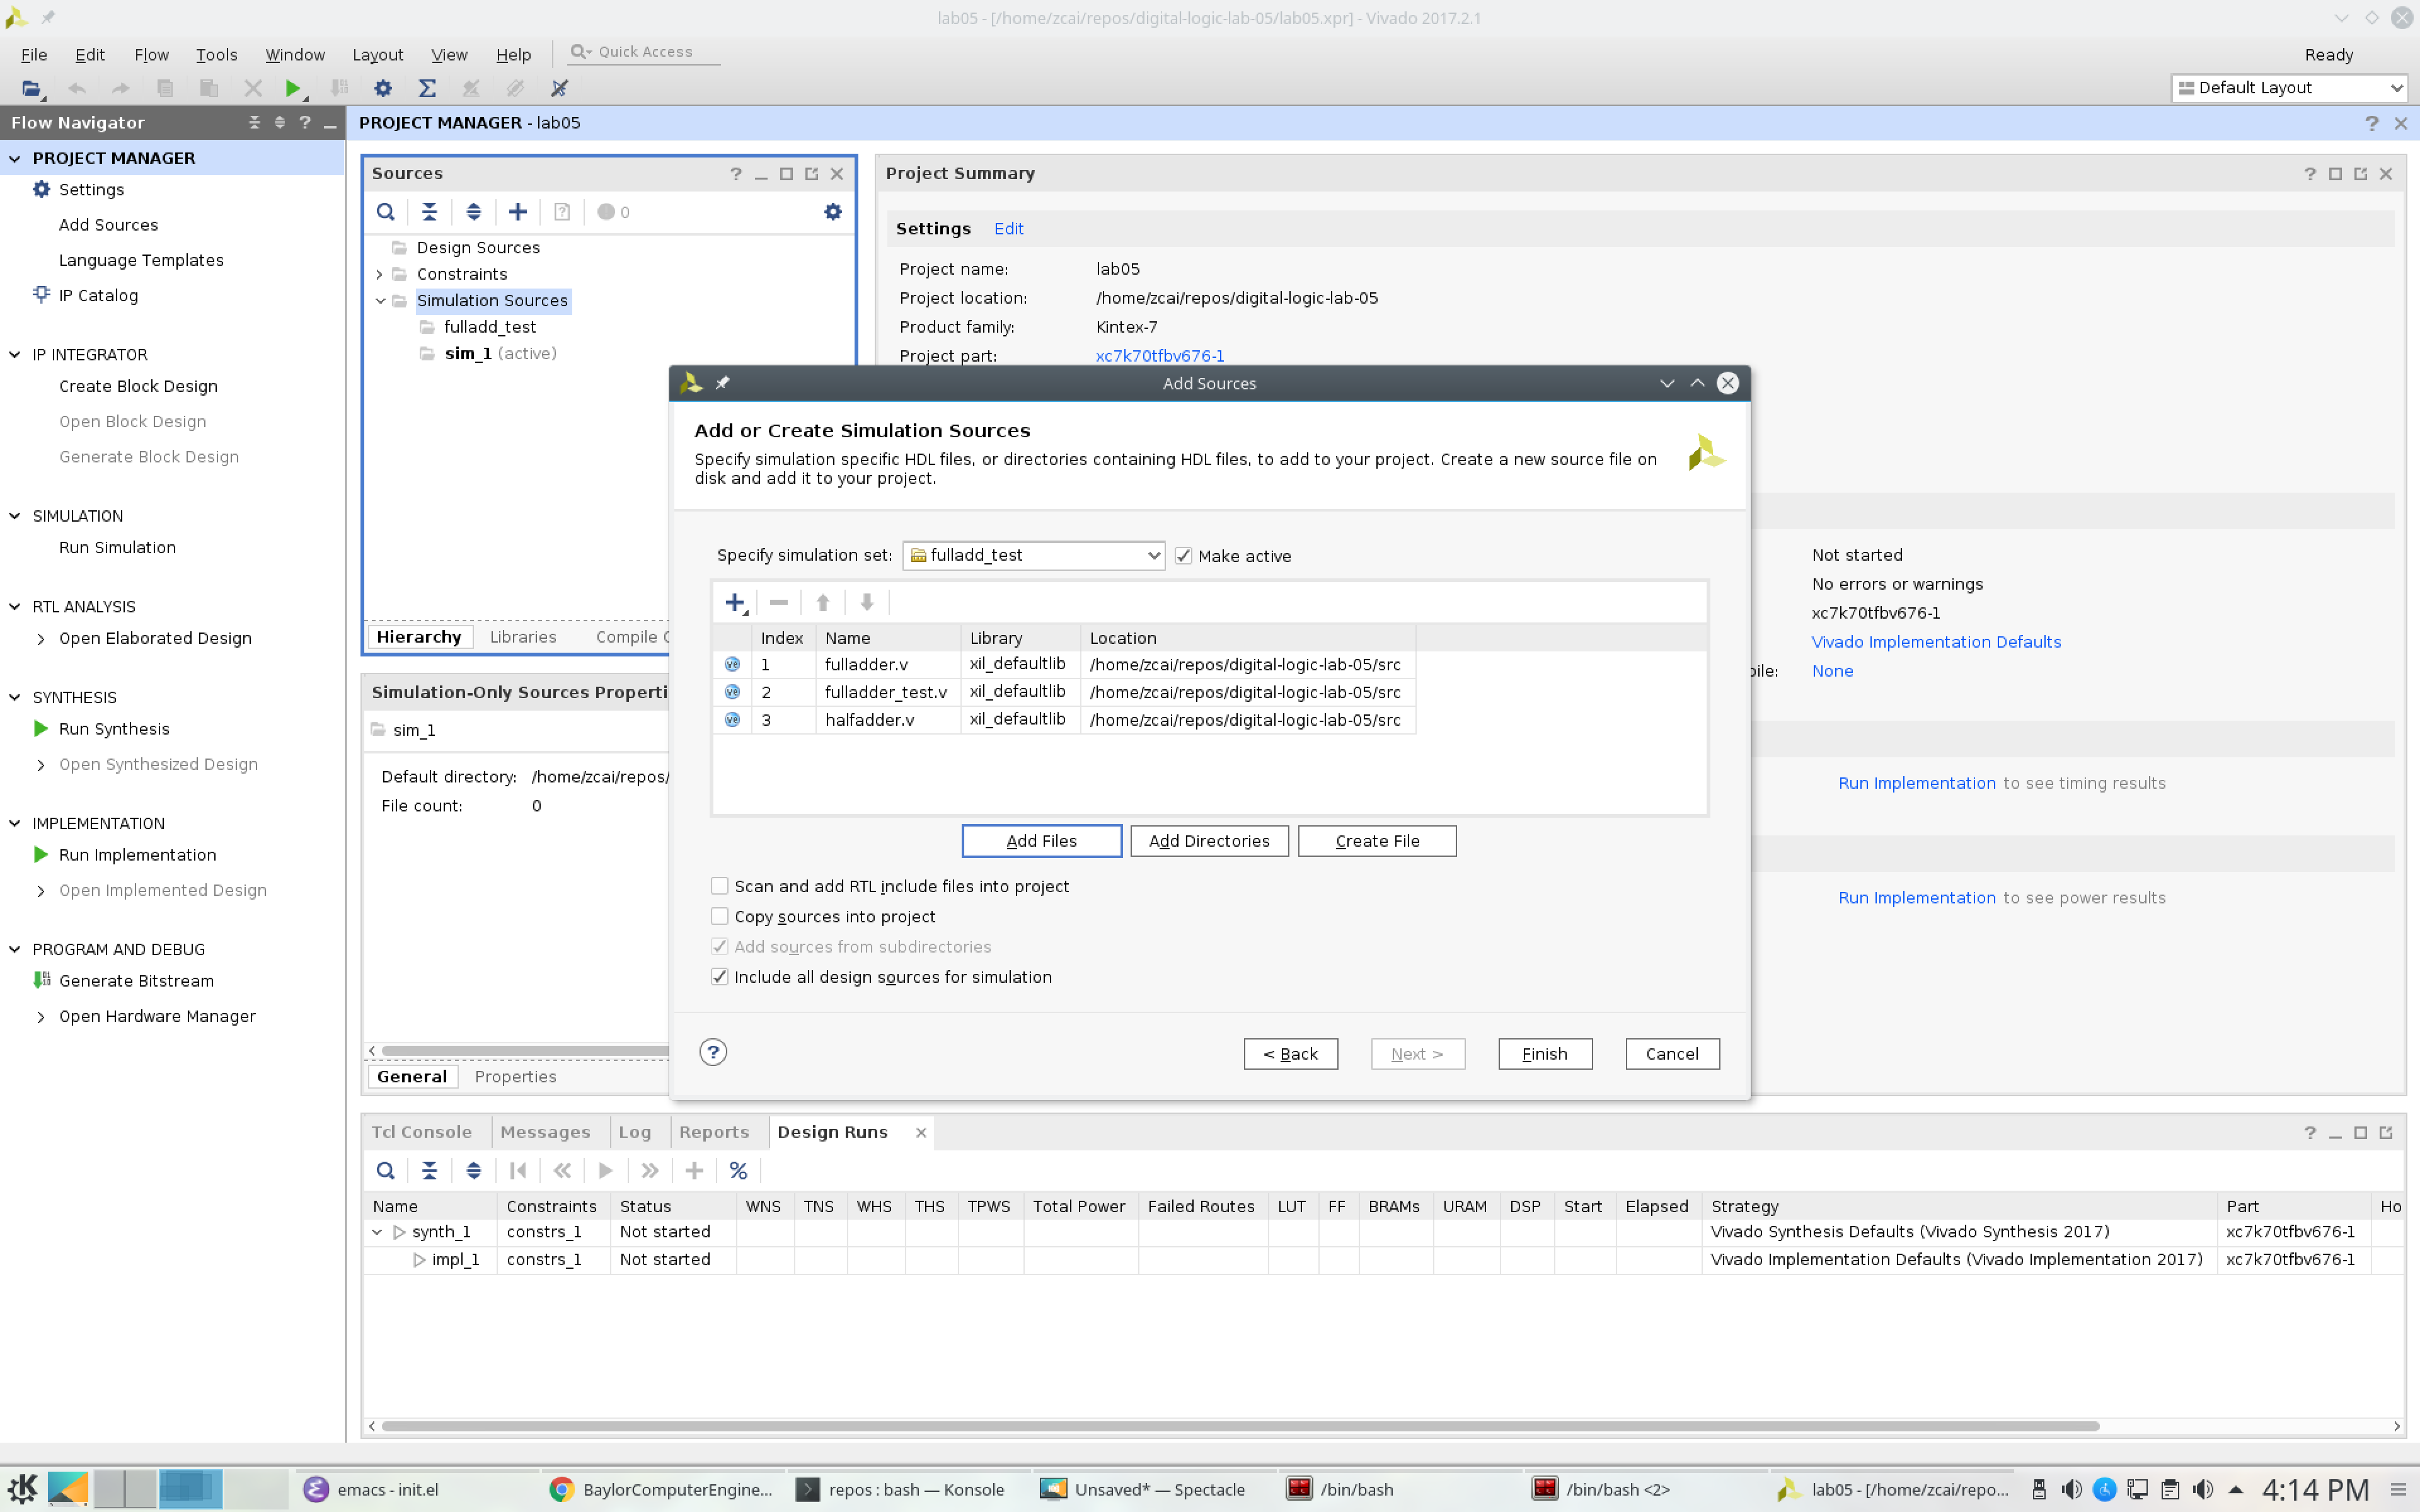 lab05 - [/home/zcai/repos/digital-logic-lab-05/lab05.xpr] - Vivado 2017.2.1
File Edit Flow Tools Window Layout View Help Quick Access Ready
Default Layout
Flow Navigator ?
PROJECT MANAGER - lab05 ?
PROJECT MANAGER
Settings
Add Sources
Language Templates
IP Catalog
IP INTEGRATOR
Create Block Design
Open Block Design
Generate Block Design
SIMULATION
Run Simulation
RTL ANALYSIS
Open Elaborated Design
SYNTHESIS
Run Synthesis
Open Synthesized Design
IMPLEMENTATION
Run Implementation
Open Implemented Design
PROGRAM AND DEBUG
Generate Bitstream
Open Hardware Manager
Sources ?
0
Design Sources
Constraints
Simulation Sources
fulladd_test
sim_1 (active)
Hierarchy Libraries Compile
Simulation-Only Sources Properti
sim_1
Default directory: /home/zcai/repos/
File count: 0
General Properties
Project Summary ?
Settings Edit
Project name: lab05
Project location: /home/zcai/repos/digital-logic-lab-05
Product family: Kintex-7
Project part: xc7k70tfbv676-1
Not started
No errors or warnings
xc7k70tfbv676-1
Vivado Implementation Defaults
bile: None
Run Implementation to see timing results
Run Implementation to see power results
Add Sources
Add or Create Simulation Sources
Specify simulation specific HDL files, or directories containing HDL files, to add to your project. Create a new source file on
disk and add it to your project.
Specify simulation set: fulladd_test Make active
Index Name Library Location
1 fulladder.v xil_defaultlib /home/zcai/repos/digital-logic-lab-05/src
2 fulladder_test.v xil_defaultlib /home/zcai/repos/digital-logic-lab-05/src
3 halfadder.v xil_defaultlib /home/zcai/repos/digital-logic-lab-05/src
Add Files Add Directories Create File
Scan and add RTL include files into project
Copy sources into project
Add sources from subdirectories
Include all design sources for simulation
? < Back Next > Finish Cancel
Tcl Console Messages Log Reports Design Runs ?
%
Name Constraints Status WNS TNS WHS THS TPWS Total Power Failed Routes LUT FF BRAMs URAM DSP Start Elapsed Strategy Part Ho
synth_1 constrs_1 Not started Vivado Synthesis Defaults (Vivado Synthesis 2017) xc7k70tfbv676-1
impl_1 constrs_1 Not started Vivado Implementation Defaults (Vivado Implementation 2017) xc7k70tfbv676-1
emacs - init.el BaylorComputerEngine... repos : bash — Konsole Unsaved* — Spectacle /bin/bash /bin/bash <2> lab05 - [/home/zcai/repo... 4:14 PM